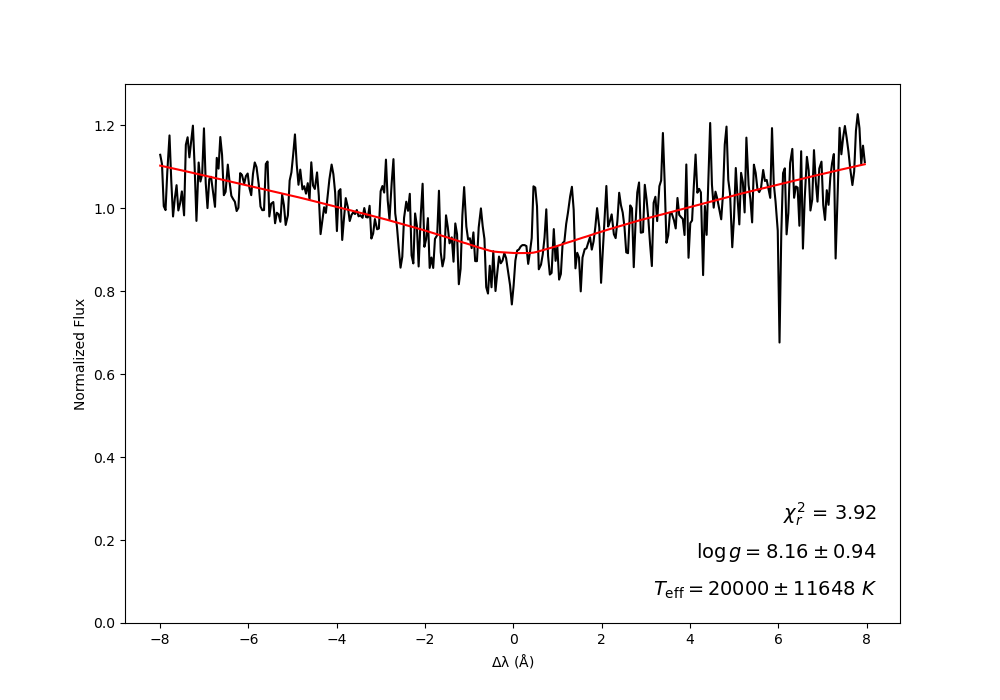 1.2
1.0
0.8
0.6
0.4
0.2
0.0
Normalized Flux
χ²ᵣ = 3.92
log g = 8.16 ± 0.94
T_eff = 20000 ± 11648 K
−8 −6 −4 −2 0 2 4 6 8
Δλ (Å)